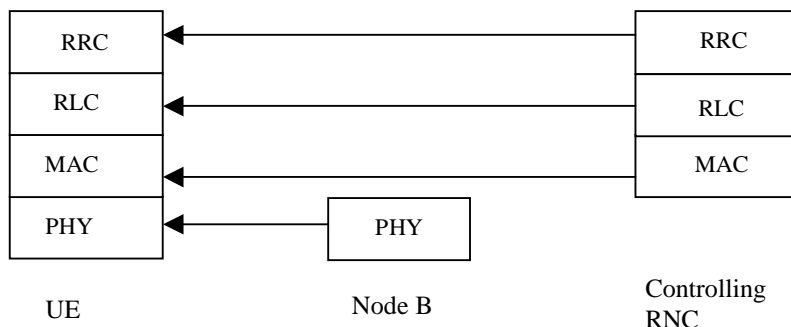 RRC
RRC
RLC
RLC
MAC
MAC
PHY
PHY
UE
Node B
Controlling
RNC